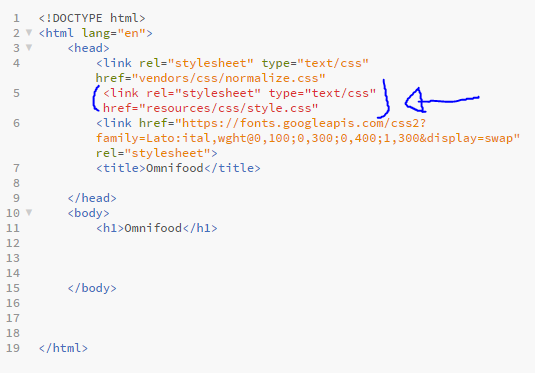 1 <!DOCTYPE html>
2 <html lang="en">
3 <head>
4 <link rel="stylesheet" type="text/css"
href="vendors/css/normalize.css"
5 <link rel="stylesheet" type="text/css"
href="resources/css/style.css"
6 <link href="https://fonts.googleapis.com/css2?
family=Lato:ital,wght@0,100;0,300;0,400;1,300&display=swap"
rel="stylesheet">
7 <title>Omnifood</title>
8
9 </head>
10 <body>
11 <h1>Omnifood</h1>
12
13
14
15 </body>
16
17
18
19 </html>